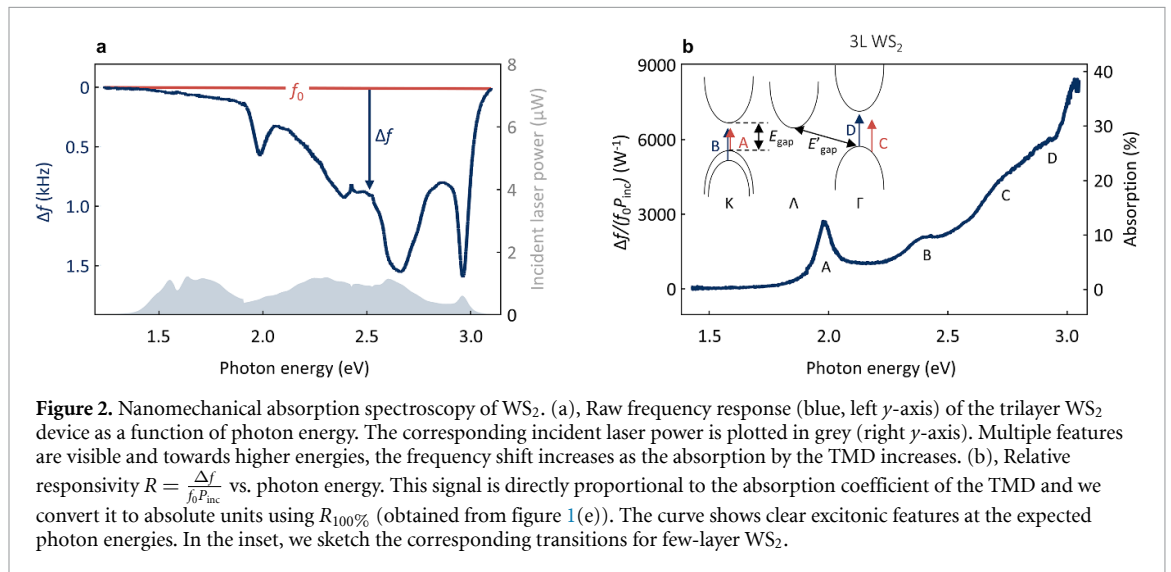 a
0
0.5
1.0
1.5
Δf (kHz)
f0
Δf
8
6
4
2
0
Incident laser power (µW)
1.5 2.0 2.5 3.0
Photon energy (eV)
b
3L WS2
9000
6000
3000
0
Δf/(f0Pinc) (W-1)
B A Egap E'gap D C
K Λ Γ
A
B
C
D
40
30
20
10
0
Absorption (%)
1.5 2.0 2.5 3.0
Photon energy (eV)
Figure 2. Nanomechanical absorption spectroscopy of WS2. (a), Raw frequency response (blue, left y-axis) of the trilayer WS2
device as a function of photon energy. The corresponding incident laser power is plotted in grey (right y-axis). Multiple features
are visible and towards higher energies, the frequency shift increases as the absorption by the TMD increases. (b), Relative
responsivity R = Δf/f0Pinc vs. photon energy. This signal is directly proportional to the absorption coefficient of the TMD and we
convert it to absolute units using R100% (obtained from figure 1(e)). The curve shows clear excitonic features at the expected
photon energies. In the inset, we sketch the corresponding transitions for few-layer WS2.